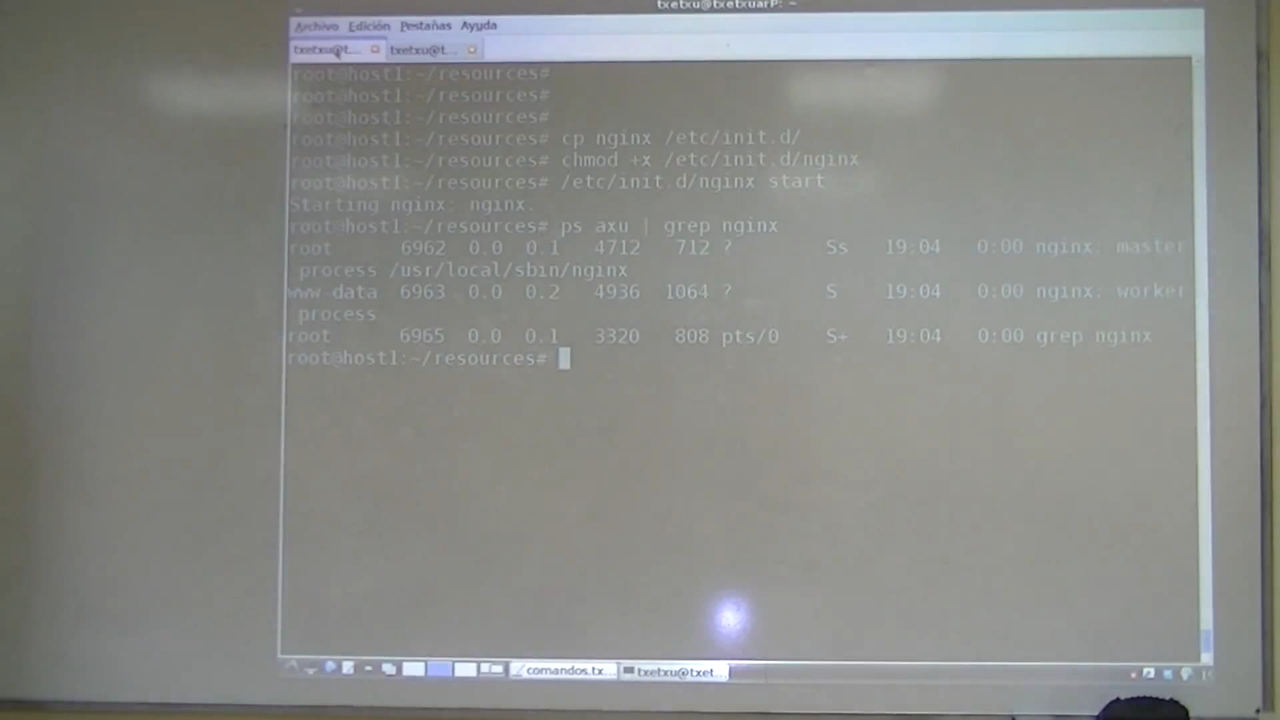 txetxu@txetxuarP: ~
Archivo Edición Pestañas Ayuda
txetxu@t... txetxu@t...
root@host1:~/resources#
root@host1:~/resources#
root@host1:~/resources#
root@host1:~/resources# cp nginx /etc/init.d/
root@host1:~/resources# chmod +x /etc/init.d/nginx
root@host1:~/resources# /etc/init.d/nginx start
Starting nginx: nginx.
root@host1:~/resources# ps axu | grep nginx
root 6962 0.0 0.1 4712 712 ? Ss 19:04 0:00 nginx: master
process /usr/local/sbin/nginx
www-data 6963 0.0 0.2 4936 1064 ? S 19:04 0:00 nginx: worker
process
root 6965 0.0 0.1 3320 808 pts/0 S+ 19:04 0:00 grep nginx
root@host1:~/resources#
comandos.tx... txetxu@txet...